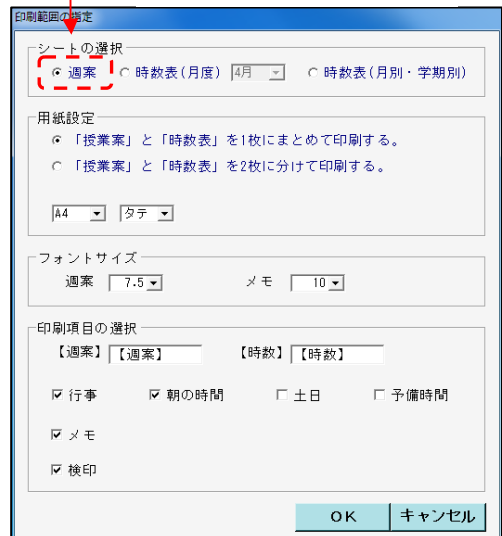 印刷範囲の指定
シートの選択
週案 時数表(月度) 4月 時数表(月別・学期別)
用紙設定
「授業案」と「時数表」を1枚にまとめて印刷する。
「授業案」と「時数表」を2枚に分けて印刷する。
A4 タテ
フォントサイズ
週案 7.5 メモ 10
印刷項目の選択
【週案】 【週案】 【時数】 【時数】
行事 朝の時間 土日 予備時間
メモ
検印
OK キャンセル